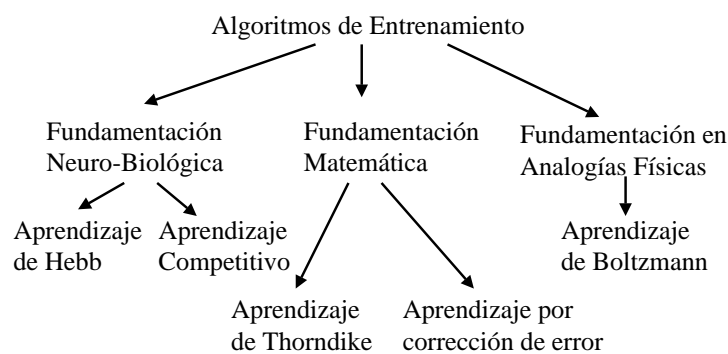 Algoritmos de Entrenamiento
Fundamentación
Neuro-Biológica
Fundamentación
Matemática
Fundamentación en
Analogías Físicas
Aprendizaje
de Hebb
Aprendizaje
Competitivo
Aprendizaje
de Boltzmann
Aprendizaje
de Thorndike
Aprendizaje por
corrección de error